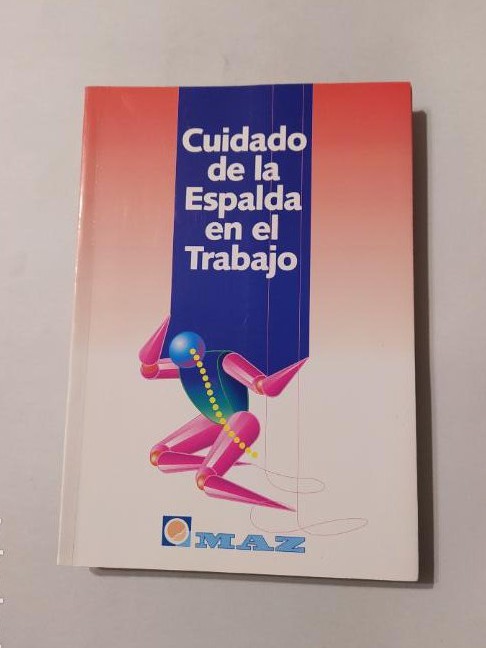 Cuidado
de la
Espalda
en el
Trabajo
MAZ